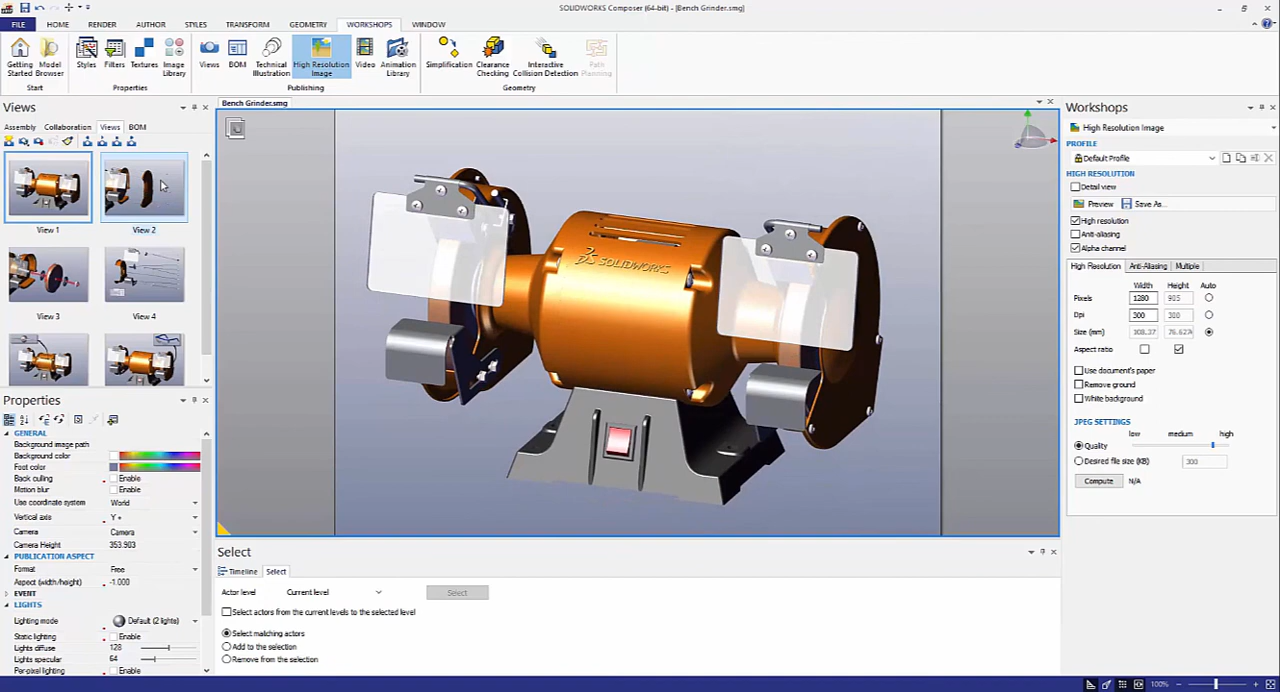 SOLIDWORKS Composer (64-bit) - [Bench Grinder.smg]
FILE HOME RENDER AUTHOR STYLES TRANSFORM GEOMETRY WORKSHOPS WINDOW
Getting Started
Model Browser
Styles
Filters
Textures
Image Library
Views
BOM
Technical Illustration
High Resolution Image
Video
Animation Library
Simplification
Clearance Checking
Interactive Collision Detection
Path Planning
Start Properties Publishing Geometry
Views
Assembly Collaboration Views BOM
View 1 View 2
View 3 View 4
Properties
GENERAL
Background image path
Background color
Foot color
Back culling Enable
Motion blur Enable
Use coordinate system World
Vertical axis Y+
Camera Camera
Camera Height 353.903
PUBLICATION ASPECT
Format Free
Aspect (width/height) -1.000
EVENT
LIGHTS
Lighting mode Default (2 lights)
Static lighting Enable
Lights diffuse 128
Lights specular 64
Per-pixel lighting Enable
Bench Grinder.smg
SOLIDWORKS
Select
Timeline Select
Actor level Current level Select
Select actors from the current levels to the selected level
Select matching actors
Add to the selection
Remove from the selection
Workshops
High Resolution Image
PROFILE
Default Profile
HIGH RESOLUTION
Detail view
Preview Save As...
High resolution
Anti-aliasing
Alpha channel
High Resolution Anti-Aliasing Multiple
Width Height Auto
Pixels 1280 905
Dpi 300 300
Size (mm) 108.37 76.627
Aspect ratio
Use document's paper
Remove ground
White background
JPEG SETTINGS
low medium high
Quality
Desired file size (KB) 300
Compute N/A
100%